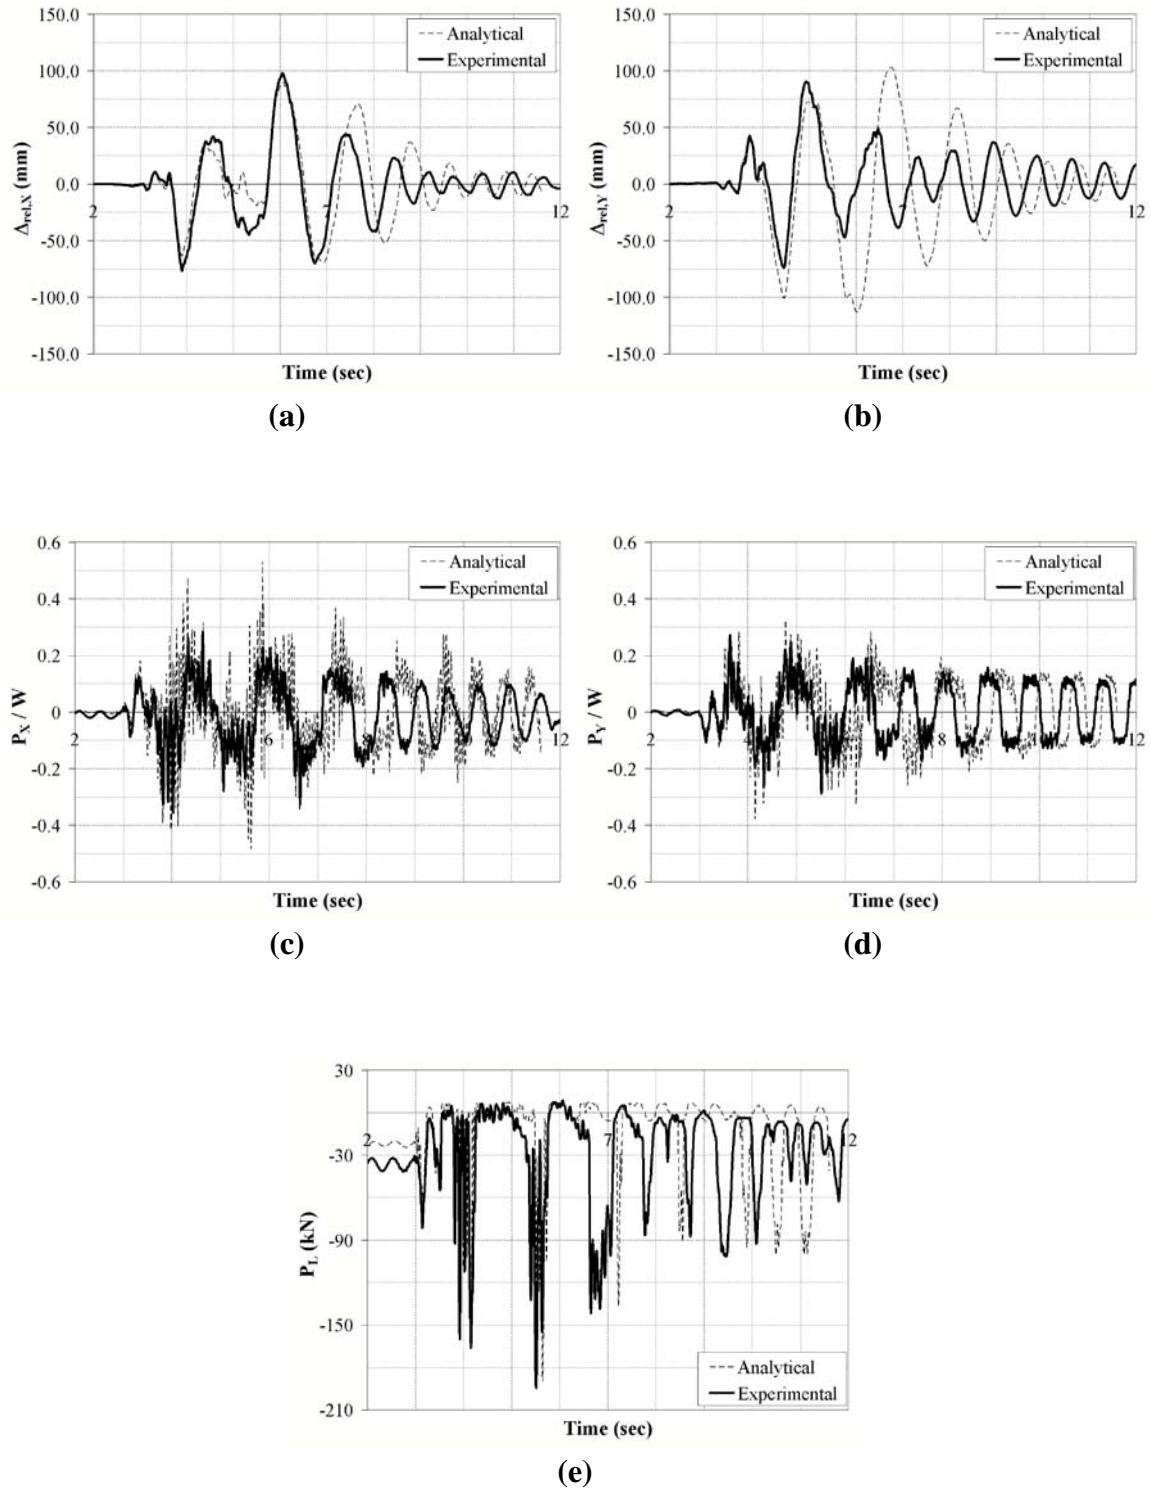 150.0
100.0
50.0
0.0
-50.0
-100.0
-150.0
Δrel,X (mm)
Analytical
Experimental
2
7
12
Time (sec)
(a)
150.0
100.0
50.0
0.0
-50.0
-100.0
-150.0
Δrel,Y (mm)
Analytical
Experimental
2
7
12
Time (sec)
(b)
0.6
0.4
0.2
0
-0.2
-0.4
-0.6
PX / W
Analytical
Experimental
2
6
12
Time (sec)
(c)
0.6
0.4
0.2
0
-0.2
-0.4
-0.6
PY / W
Analytical
Experimental
2
8
12
Time (sec)
(d)
30
-30
-90
-150
-210
PL (kN)
2
7
12
Analytical
Experimental
Time (sec)
(e)